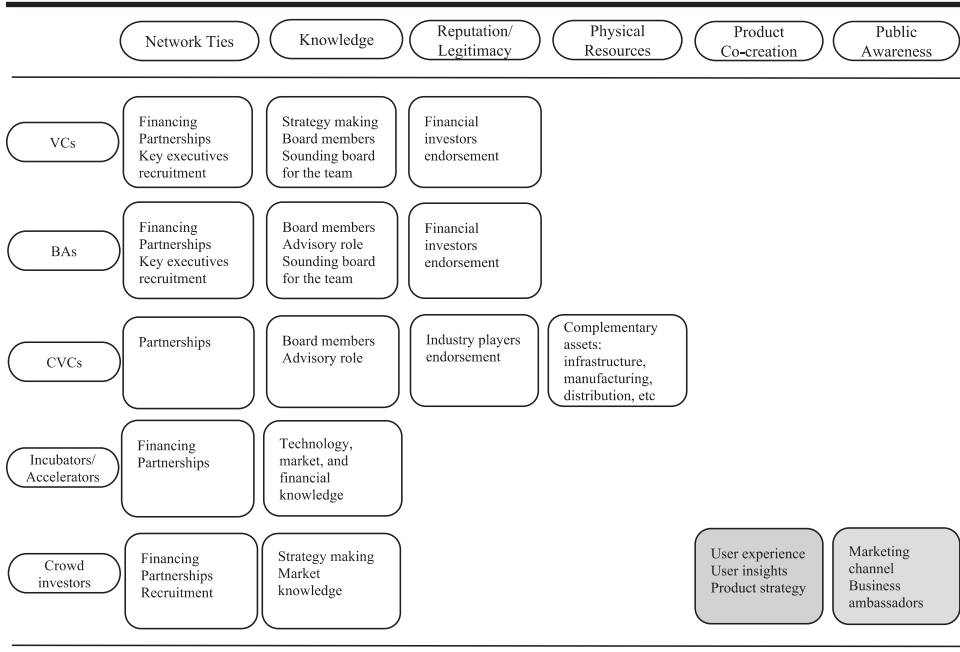 Network Ties
Knowledge
Reputation/
Legitimacy
Physical
Resources
Product
Co-creation
Public
Awareness
VCs
Financing
Partnerships
Key executives
recruitment
Strategy making
Board members
Sounding board
for the team
Financial
investors
endorsement
BAs
Financing
Partnerships
Key executives
recruitment
Board members
Advisory role
Sounding board
for the team
Financial
investors
endorsement
CVCs
Partnerships
Board members
Advisory role
Industry players
endorsement
Complementary
assets:
infrastructure,
manufacturing,
distribution, etc
Incubators/
Accelerators
Financing
Partnerships
Technology,
market, and
financial
knowledge
Crowd
investors
Financing
Partnerships
Recruitment
Strategy making
Market
knowledge
User experience
User insights
Product strategy
Marketing
channel
Business
ambassadors